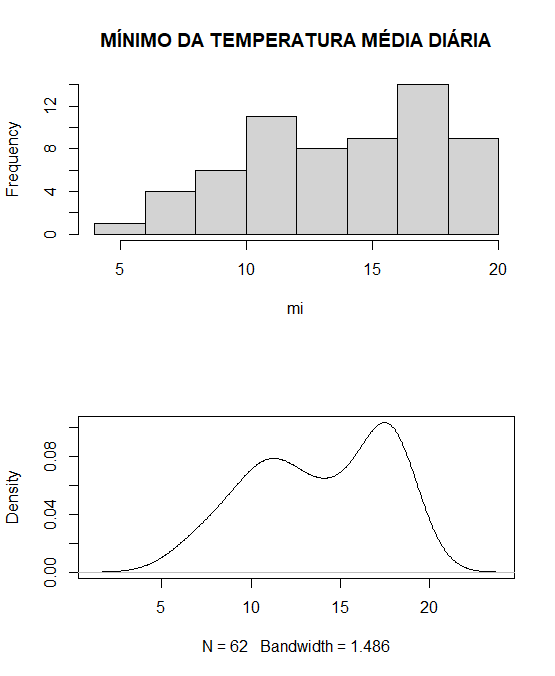 MÍNIMO DA TEMPERATURA MÉDIA DIÁRIA
Frequency
12
8
4
0
5 10 15 20
mi
Density
0.08
0.04
0.00
5 10 15 20
N = 62 Bandwidth = 1.486